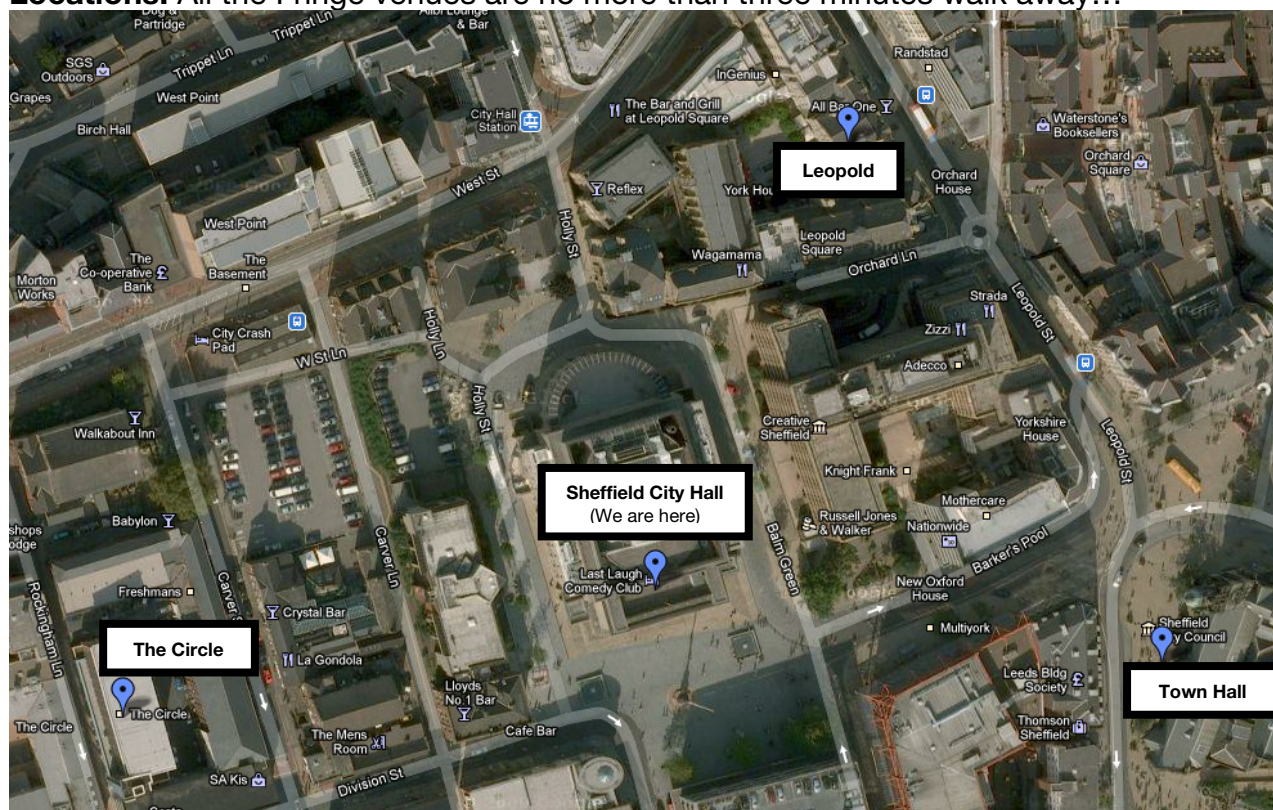 Locations: All the Fringe venues are no more than three minutes walk away…
Dog &
Partridge
Trippet Ln
& Bar
SGS
Outdoors
Trippet Ln
Grapes
West Point
Birch Hall
City Hall
Station
InGenius
The Bar and Grill
at Leopold Square
All Bar One
Randstad
Waterstone's
Booksellers
Orchard
Square
Leopold
Orchard
House
West St
Reflex
Holly St
York
West Point
Leopold
Square
Wagamama
Orchard Ln
The
Co-operative
Bank
The
Basement
Morton
Works
Strada
Leopold St
Zizzi
Adecco
City Crash
Pad
W St Ln
Holly Ln
Holly St
Walkabout Inn
Creative
Sheffield
Yorkshire
House
Leopold St
Knight Frank
Sheffield City Hall
(We are here)
Mothercare
Russell Jones
& Walker
Nationwide
Barker's Pool
Babylon
Carver Ln
Balm Green
Last Laugh
Comedy Club
New Oxford
House
Freshmans
Carver
Rockingham Ln
Crystal Bar
Multiyork
Sheffield
Council
The Circle
La Gondola
Leeds Bldg
Society
Town Hall
The Circle
The Circle
Lloyds
No.1 Bar
Cafe Bar
The Mens
Room
Thomson
Sheffield
SA Kis
Division St